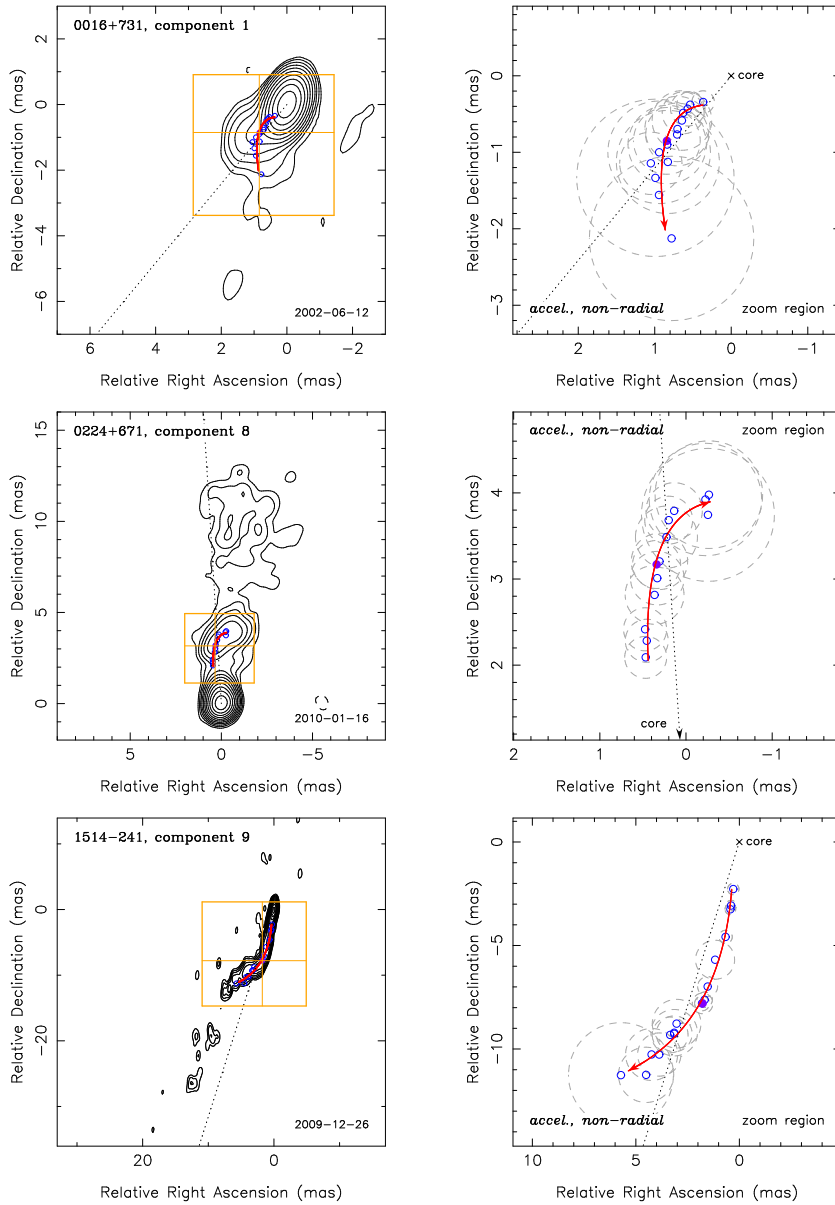 0016+731, component 1
2
0
−2
−4
−6
Relative Declination (mas)
2002−06−12
6 4 2 0 −2
Relative Right Ascension (mas)
core
0
−1
−2
−3
Relative Declination (mas)
accel., non−radial zoom region
2 1 0 −1
Relative Right Ascension (mas)
0224+671, component 8
15
10
5
0
Relative Declination (mas)
2010−01−16
5 0 −5
Relative Right Ascension (mas)
accel., non−radial zoom region
4
3
2
Relative Declination (mas)
core
2 1 0 −1
Relative Right Ascension (mas)
1514−241, component 9
0
−20
Relative Declination (mas)
2009−12−26
20 0
Relative Right Ascension (mas)
core
0
−5
−10
Relative Declination (mas)
accel., non−radial zoom region
10 5 0
Relative Right Ascension (mas)